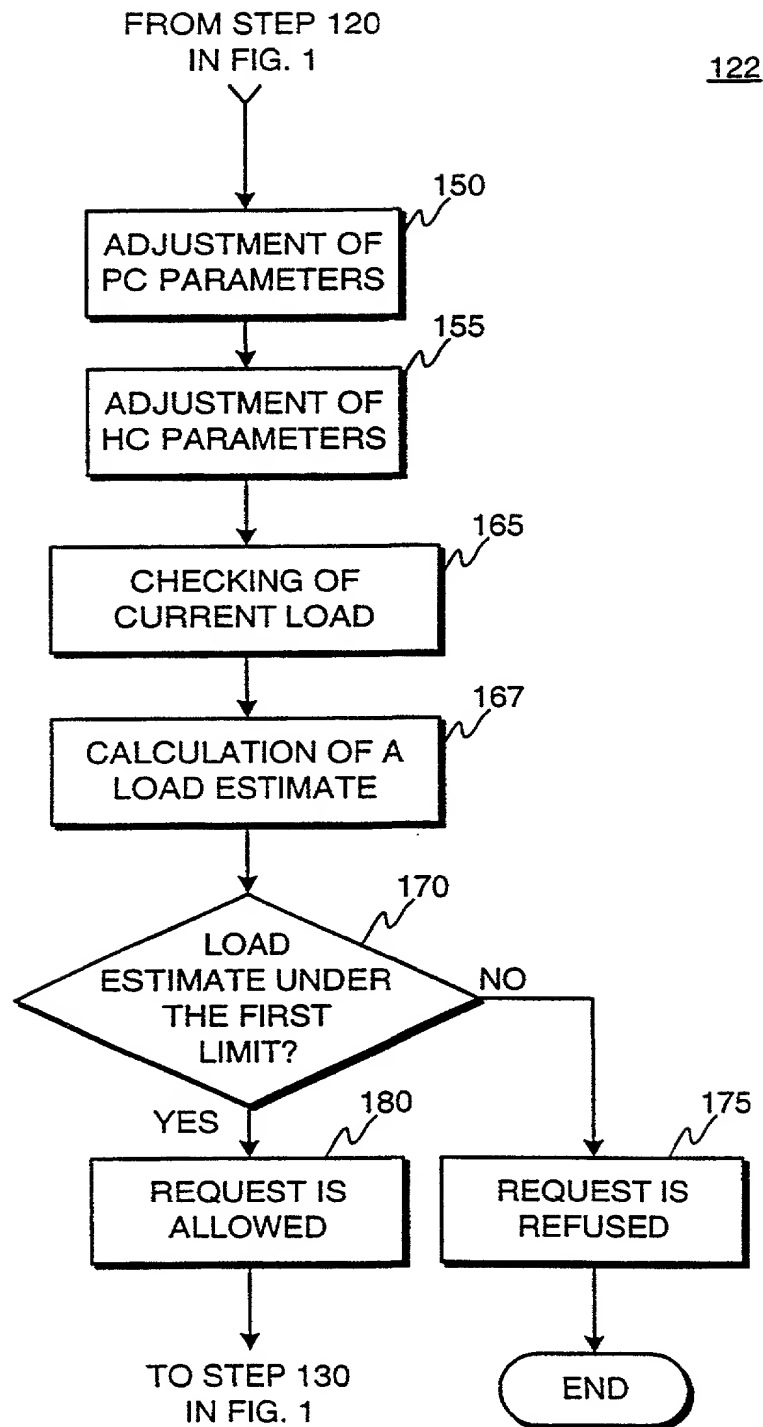 FROM STEP 120
IN FIG. 1
122
150
ADJUSTMENT OF
PC PARAMETERS
155
ADJUSTMENT OF
HC PARAMETERS
165
CHECKING OF
CURRENT LOAD
167
CALCULATION OF A
LOAD ESTIMATE
170
LOAD
ESTIMATE UNDER
THE FIRST
LIMIT?
NO
YES
180
175
REQUEST IS
ALLOWED
REQUEST IS
REFUSED
TO STEP 130
IN FIG. 1
END